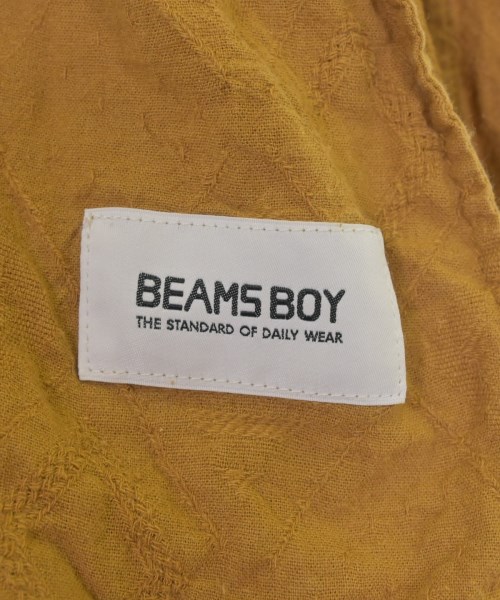 BEAMS BOY
THE STANDARD OF DAILY WEAR